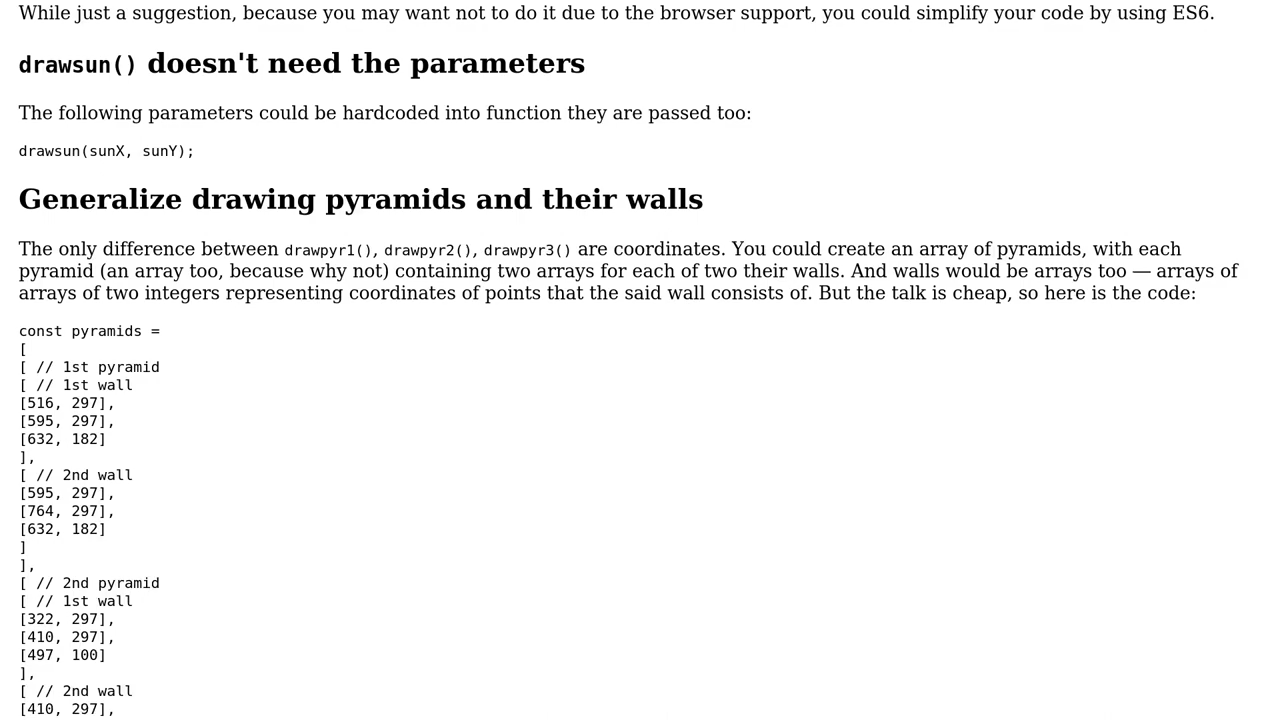 While just a suggestion, because you may want not to do it due to the browser support, you could simplify your code by using ES6.
drawsun() doesn't need the parameters
The following parameters could be hardcoded into function they are passed too:
drawsun(sunX, sunY);
Generalize drawing pyramids and their walls
The only difference between drawpyr1(), drawpyr2(), drawpyr3() are coordinates. You could create an array of pyramids, with each
pyramid (an array too, because why not) containing two arrays for each of two their walls. And walls would be arrays too — arrays of
arrays of two integers representing coordinates of points that the said wall consists of. But the talk is cheap, so here is the code:
const pyramids =
[
[ // 1st pyramid
[ // 1st wall
[516, 297],
[595, 297],
[632, 182]
],
[ // 2nd wall
[595, 297],
[764, 297],
[632, 182]
]
],
[ // 2nd pyramid
[ // 1st wall
[322, 297],
[410, 297],
[497, 100]
],
[ // 2nd wall
[410, 297],